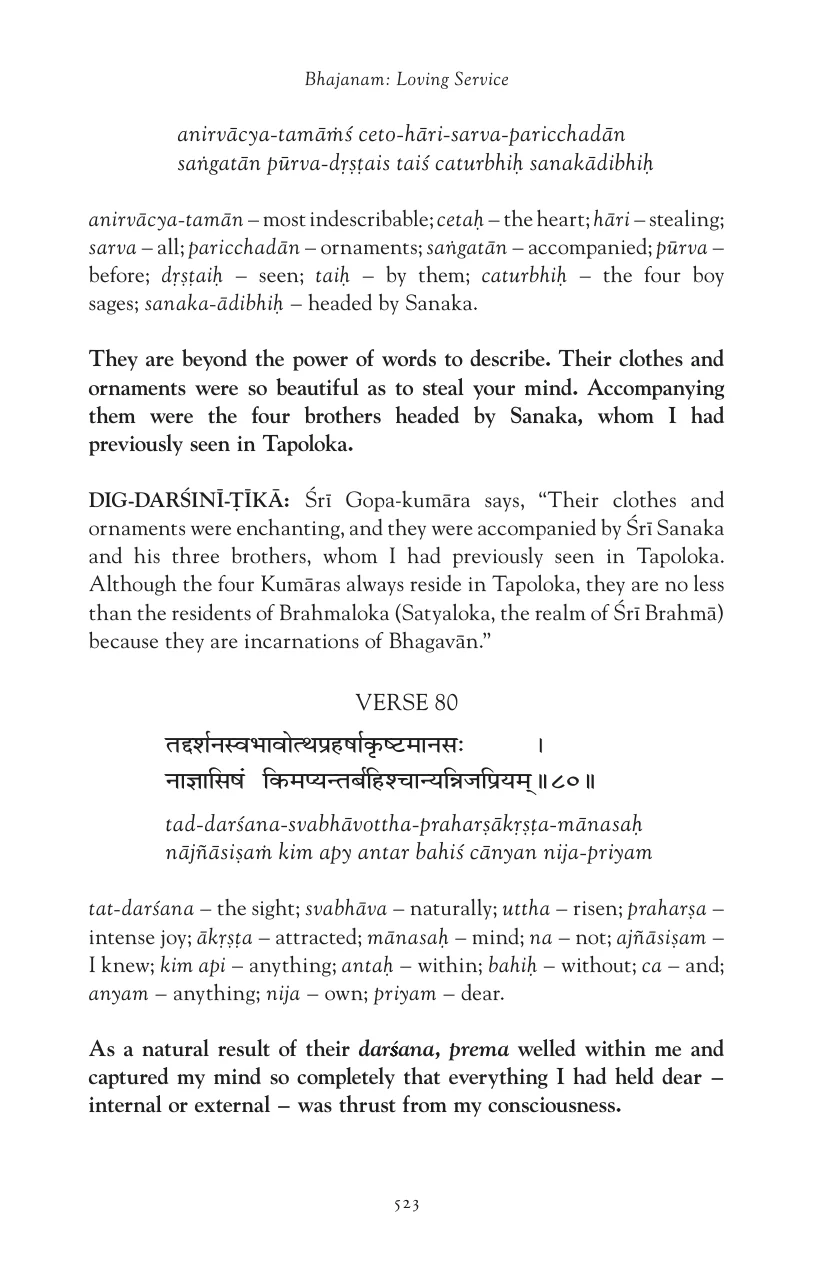 Bhajanam: Loving Service
anirvācya-tamāṁś ceto-hāri-sarva-paricchadān
saṅgatān pūrva-dṛṣṭais taiś caturbhiḥ sanakādibhiḥ
anirvācya-tamān – most indescribable; cetaḥ – the heart; hāri – stealing;
sarva – all; paricchadān – ornaments; saṅgatān – accompanied; pūrva –
before; dṛṣṭaiḥ – seen; taiḥ – by them; caturbhiḥ – the four boy
sages; sanaka-ādibhiḥ – headed by Sanaka.
They are beyond the power of words to describe. Their clothes and
ornaments were so beautiful as to steal your mind. Accompanying
them were the four brothers headed by Sanaka, whom I had
previously seen in Tapoloka.
DIG-DARŚINĪ-ṬĪKĀ: Śrī Gopa-kumāra says, “Their clothes and
ornaments were enchanting, and they were accompanied by Śrī Sanaka
and his three brothers, whom I had previously seen in Tapoloka.
Although the four Kumāras always reside in Tapoloka, they are no less
than the residents of Brahmaloka (Satyaloka, the realm of Śrī Brahmā)
because they are incarnations of Bhagavān.”
VERSE 80
तद्दर्शनस्वभावोत्थप्रहर्षाकृष्टमानसः ।
नाज्ञासिषं किमप्यन्तर्बहिश्चान्यन्निजप्रियम्॥८०॥
tad-darśana-svabhāvottha-praharṣākṛṣṭa-mānasaḥ
nājñāsiṣaṁ kim apy antar bahiś cānyan nija-priyam
tat-darśana – the sight; svabhāva – naturally; uttha – risen; praharṣa –
intense joy; ākṛṣṭa – attracted; mānasaḥ – mind; na – not; ajñāsiṣam –
I knew; kim api – anything; antaḥ – within; bahiḥ – without; ca – and;
anyam – anything; nija – own; priyam – dear.
As a natural result of their darśana, prema welled within me and
captured my mind so completely that everything I had held dear –
internal or external – was thrust from my consciousness.
523